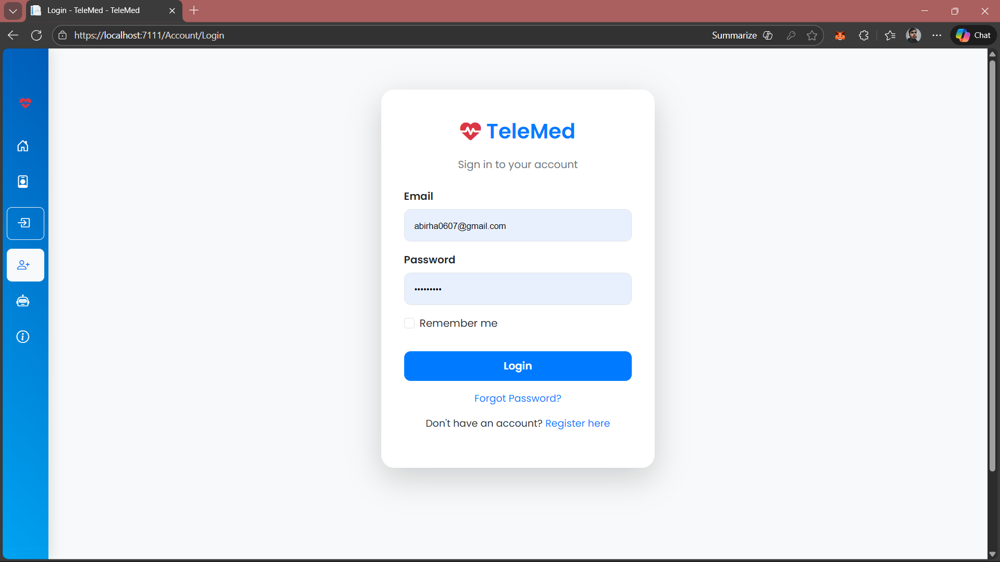 Login - TeleMed - TeleMed
https://localhost:7111/Account/Login
Summarize
Chat
TeleMed
Sign in to your account
Email
abirha0607@gmail.com
Password
•••••••••
Remember me
Login
Forgot Password?
Don't have an account? Register here